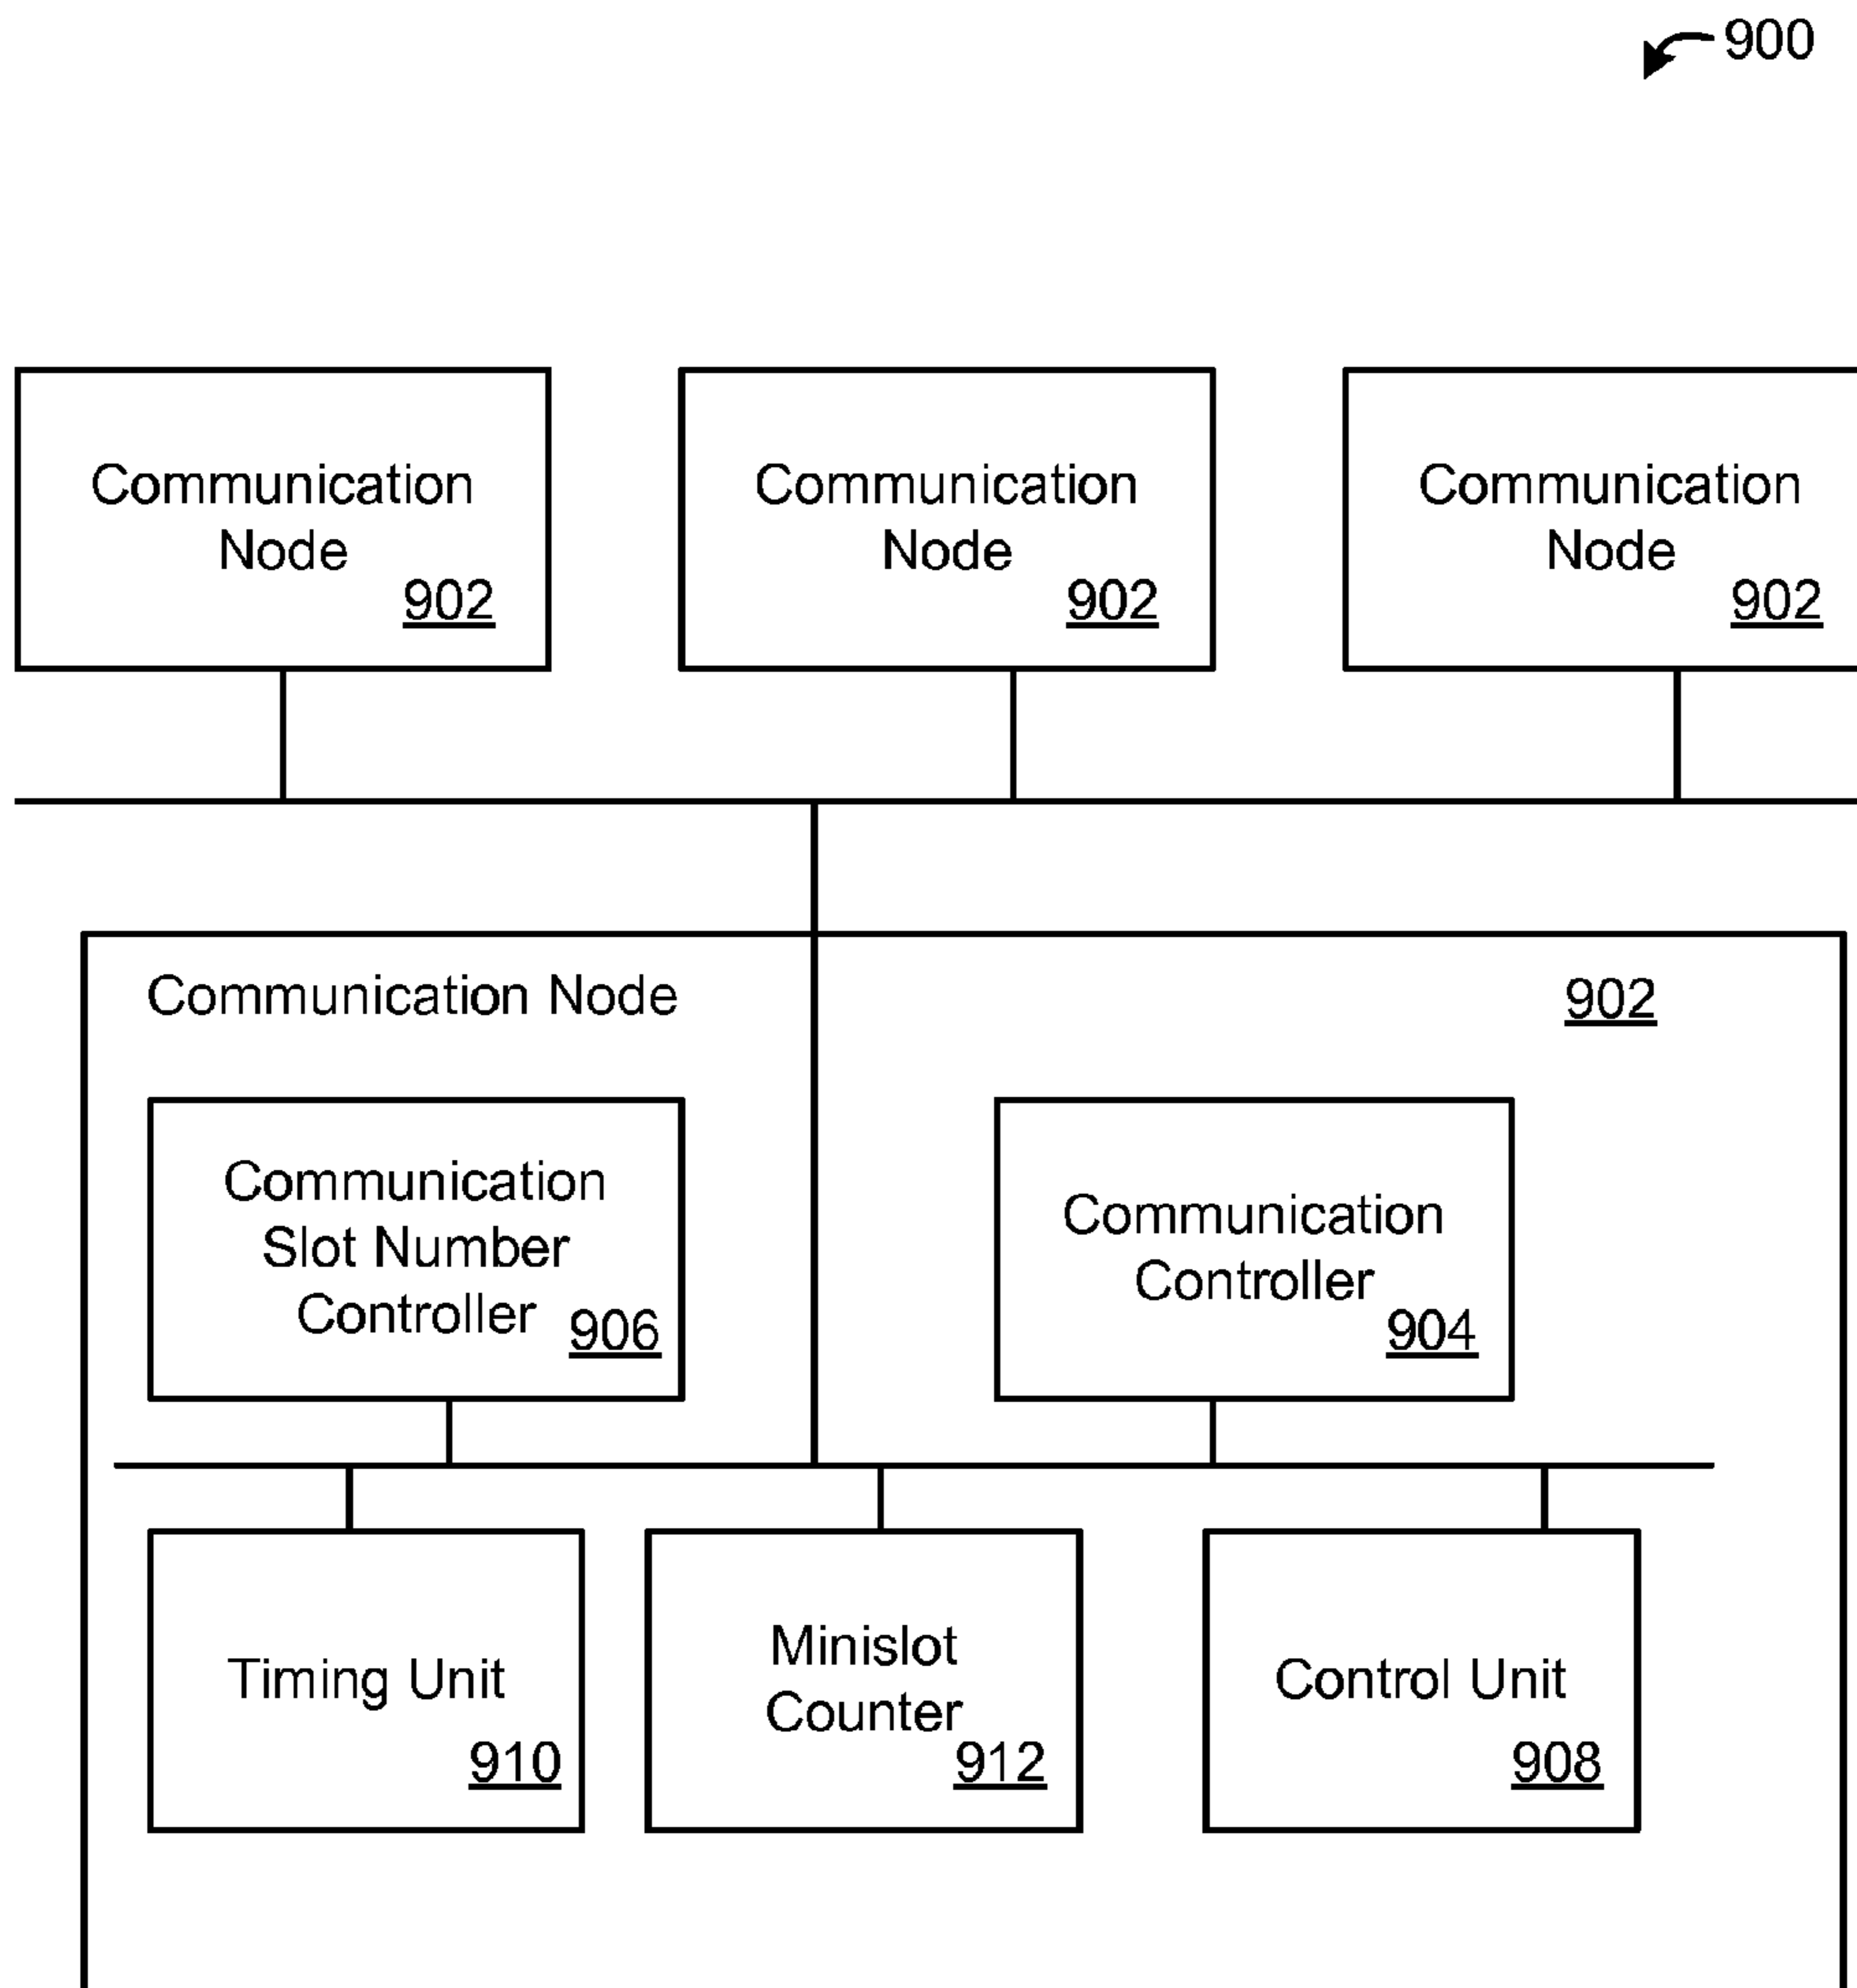 900
Communication
Node
902
Communication
Node
902
Communication
Node
902
Communication Node
902
Communication
Slot Number
Controller
906
Communication
Controller
904
Timing Unit
910
Minislot
Counter
912
Control Unit
908